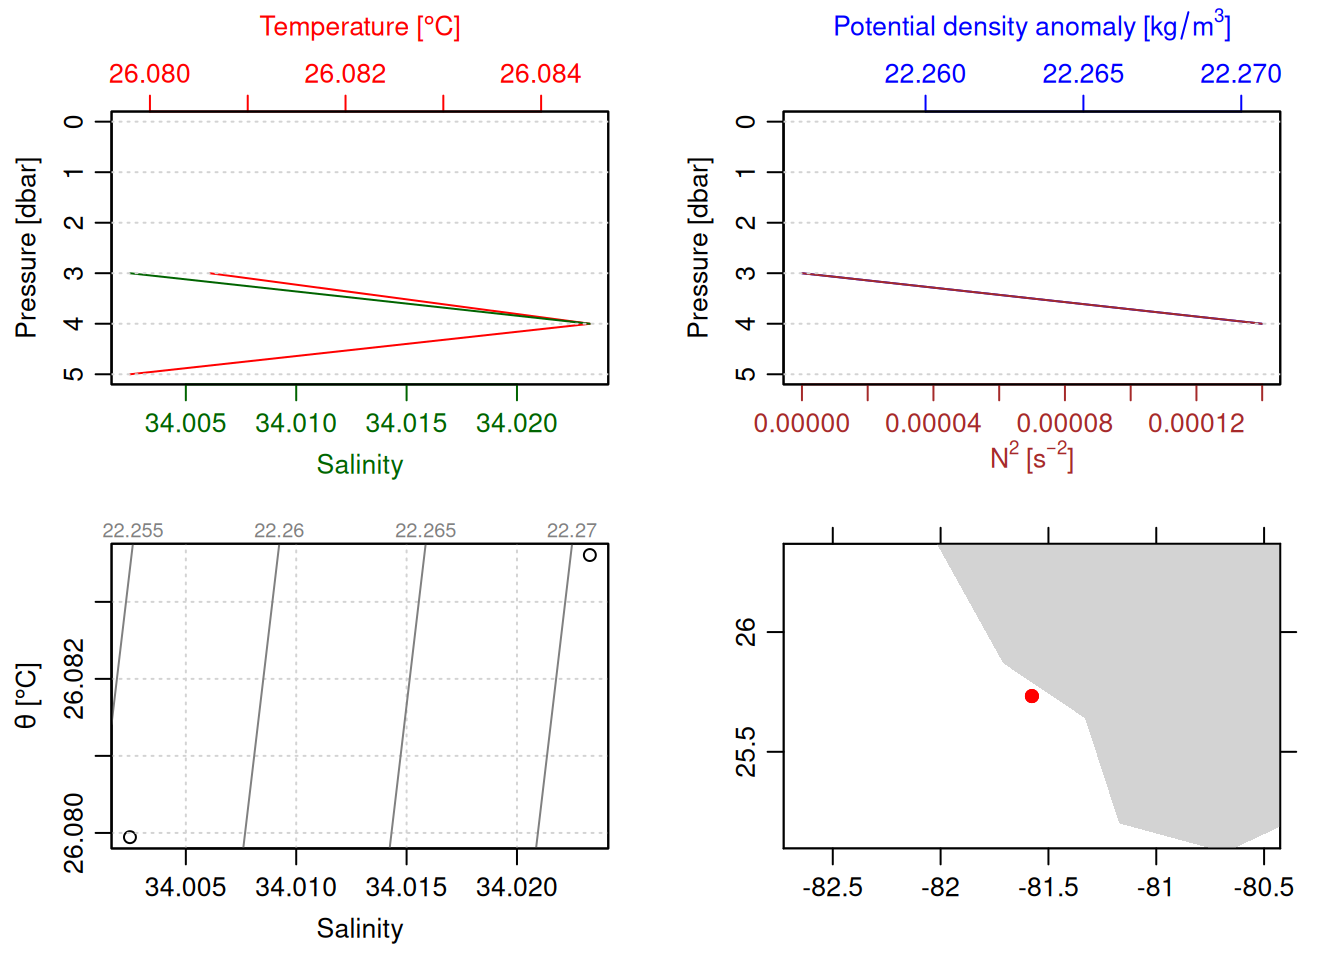 Temperature [°C]
26.080 26.082 26.084
Pressure [dbar]
0
1
2
3
4
5
34.005 34.010 34.015 34.020
Salinity
Potential density anomaly [kg/m³]
22.260 22.265 22.270
Pressure [dbar]
0
1
2
3
4
5
0.00000 0.00004 0.00008 0.00012
N² [s⁻²]
22.255 22.26 22.265 22.27
θ [°C]
26.082
26.080
34.005 34.010 34.015 34.020
Salinity
26
25.5
-82.5 -82 -81.5 -81 -80.5